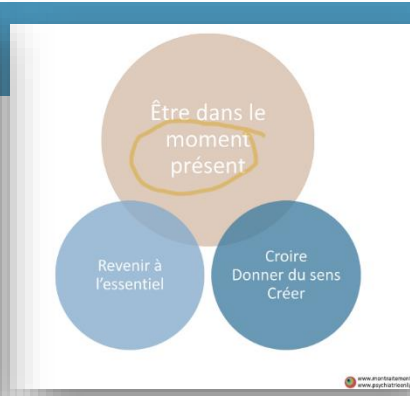 Être dans le
moment
présent
Revenir à
l'essentiel
Croire
Donner du sens
Créer